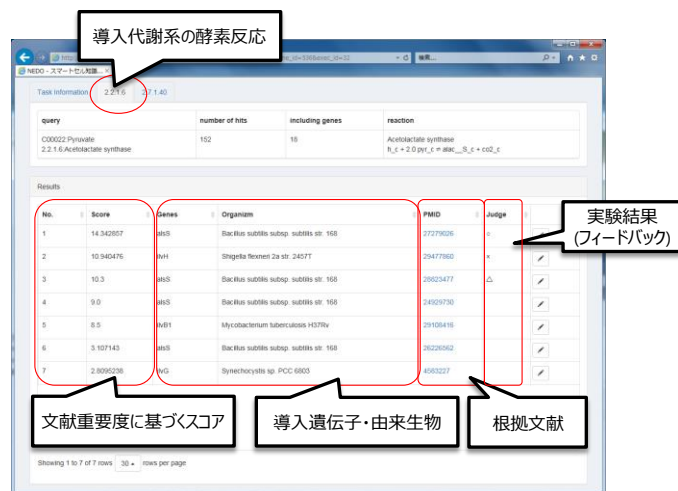 導入代謝系の酵素反応
NEDO - スマートセル知識...
検索...
Task Information 2.2.1.6 2.7.1.40
query number of hits including genes reaction
C00022:Pyruvate 152 18 Acetolactate synthase
2.2.1.6:Acetolactate synthase h_c + 2.0 pyr_c ⇌ alac__S_c + co2_c
Results
No. Score Genes Organizm PMID Judge
実験結果
(フィードバック)
1 14.342857 alsS Bacillus subtilis subsp. subtilis str. 168 27279026 ○
2 10.940476 ilvH Shigella flexneri 2a str. 2457T 29477860 ×
3 10.3 alsS Bacillus subtilis subsp. subtilis str. 168 28823477 △
4 9.0 alsS Bacillus subtilis subsp. subtilis str. 168 24929730
5 8.5 ilvB1 Mycobacterium tuberculosis H37Rv 29108416
6 3.107143 alsS Bacillus subtilis subsp. subtilis str. 168 26226562
7 2.8095238 ilvG Synechocystis sp. PCC 6803 4583227
文献重要度に基づくスコア
導入遺伝子・由来生物
根拠文献
Showing 1 to 7 of 7 rows 30 rows per page